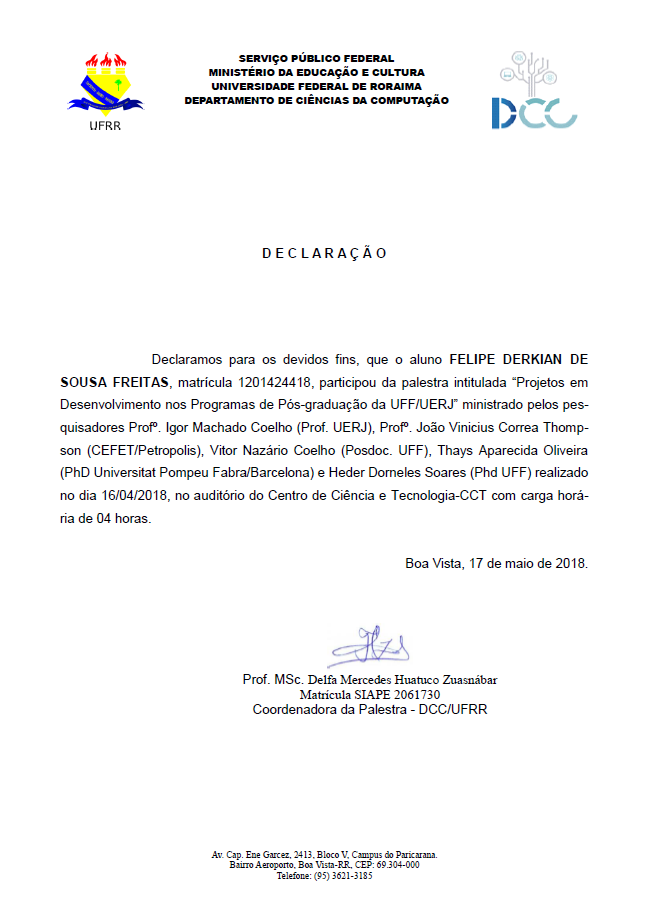 SERVIÇO PÚBLICO FEDERAL
MINISTÉRIO DA EDUCAÇÃO E CULTURA
UNIVERSIDADE FEDERAL DE RORAIMA
DEPARTAMENTO DE CIÊNCIAS DA COMPUTAÇÃO
UFRR
DCC
DECLARAÇÃO
Declaramos para os devidos fins, que o aluno FELIPE DERKIAN DE
SOUSA FREITAS, matrícula 1201424418, participou da palestra intitulada “Projetos em
Desenvolvimento nos Programas de Pós-graduação da UFF/UERJ” ministrado pelos pes-
quisadores Profº. Igor Machado Coelho (Prof. UERJ), Profº. João Vinicius Correa Thomp-
son (CEFET/Petropolis), Vitor Nazário Coelho (Posdoc. UFF), Thays Aparecida Oliveira
(PhD Universitat Pompeu Fabra/Barcelona) e Heder Dorneles Soares (Phd UFF) realizado
no dia 16/04/2018, no auditório do Centro de Ciência e Tecnologia-CCT com carga horá-
ria de 04 horas.
Boa Vista, 17 de maio de 2018.
Prof. MSc. Delfa Mercedes Huatuco Zuasnábar
Matrícula SIAPE 2061730
Coordenadora da Palestra - DCC/UFRR
Av. Cap. Ene Garcez, 2413, Bloco V, Campus do Paricarana.
Bairro Aeroporto, Boa Vista-RR, CEP: 69.304-000
Telefone: (95) 3621-3185